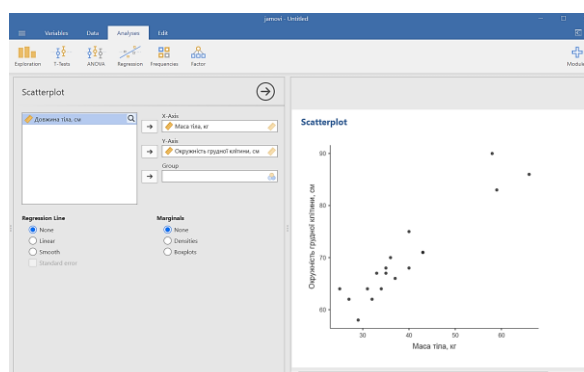 jamovi - Untitled
Variables Data Analyses Edit
Exploration T-Tests ANOVA Regression Frequencies Factor Module
Scatterplot
Довжина тіла, см
X-Axis
Маса тіла, кг
Y-Axis
Окружність грудної клітини, см
Group
Regression Line
None
Linear
Smooth
Standard error
Marginals
None
Densities
Boxplots
Scatterplot
Окружність грудної клітини, см
90
80
70
60
30 40 50 60
Маса тіла, кг